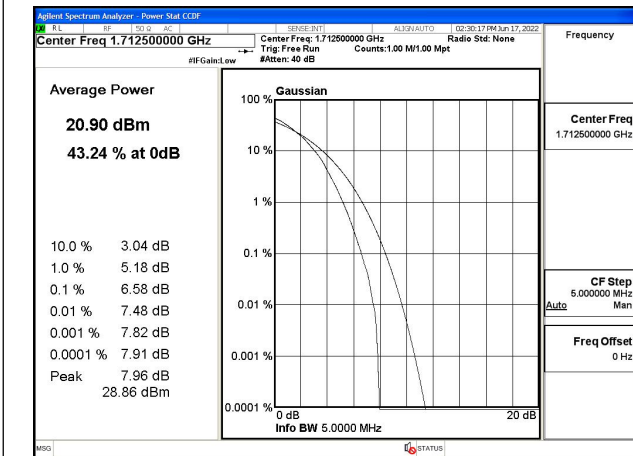 Agilent Spectrum Analyzer - Power Stat CCDF
RL RF 50 Ω AC SENSE:INT ALIGN AUTO 02:30:17 PM Jun 17, 2022
Center Freq 1.712500000 GHz
Center Freq: 1.712500000 GHz Radio Std: None
Trig: Free Run Counts:1.00 M/1.00 Mpt
#IFGain:Low #Atten: 40 dB
Frequency
Average Power
20.90 dBm
43.24 % at 0dB
10.0 % 3.04 dB
1.0 % 5.18 dB
0.1 % 6.58 dB
0.01 % 7.48 dB
0.001 % 7.82 dB
0.0001 % 7.91 dB
Peak 7.96 dB
28.86 dBm
Gaussian
100 %
10 %
1 %
0.1 %
0.01 %
0.001 %
0.0001 %
0 dB 20 dB
Info BW 5.0000 MHz
Center Freq
1.712500000 GHz
CF Step
5.000000 MHz
Auto Man
Freq Offset
0 Hz
MSG STATUS